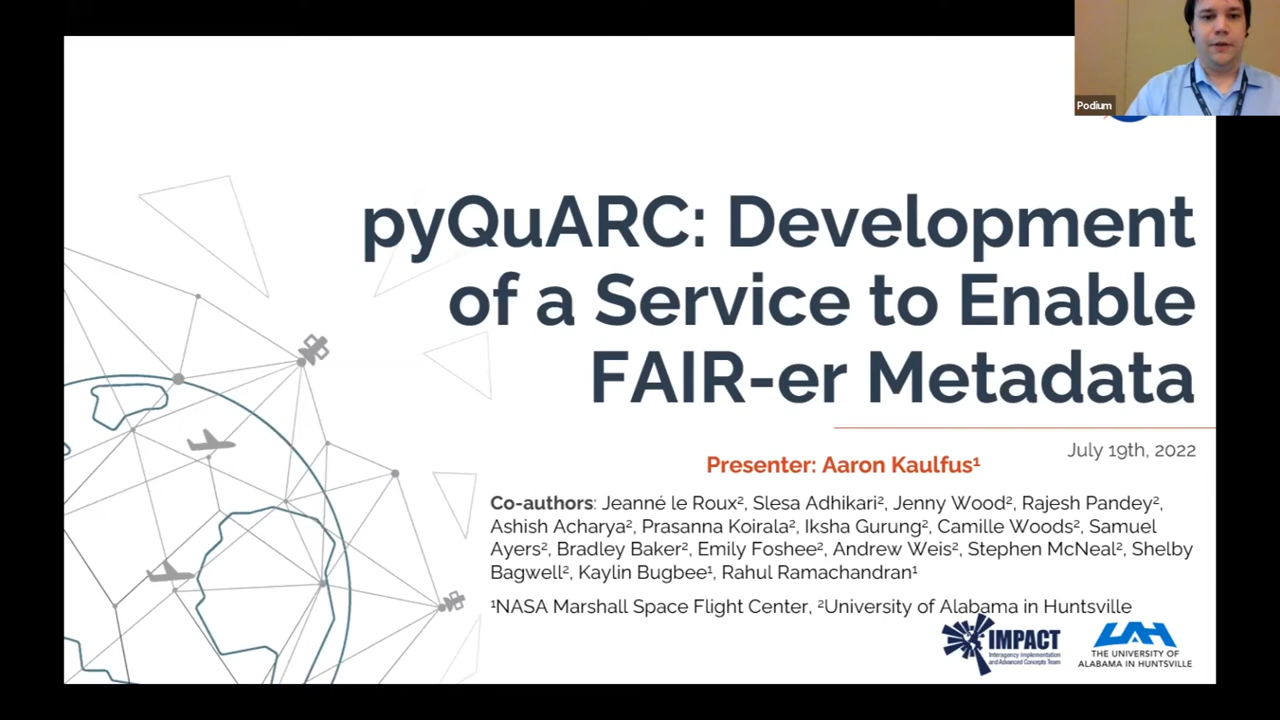 Podium
pyQuARC: Development
of a Service to Enable
FAIR-er Metadata
July 19th, 2022
Presenter: Aaron Kaulfus¹
Co-authors: Jeanné le Roux², Slesa Adhikari², Jenny Wood², Rajesh Pandey²,
Ashish Acharya², Prasanna Koirala², Iksha Gurung², Camille Woods², Samuel
Ayers², Bradley Baker², Emily Foshee², Andrew Weis², Stephen McNeal², Shelby
Bagwell², Kaylin Bugbee¹, Rahul Ramachandran¹
¹NASA Marshall Space Flight Center, ²University of Alabama in Huntsville
IMPACT
Interagency Implementation
and Advanced Concepts Team
UAH
THE UNIVERSITY OF
ALABAMA IN HUNTSVILLE